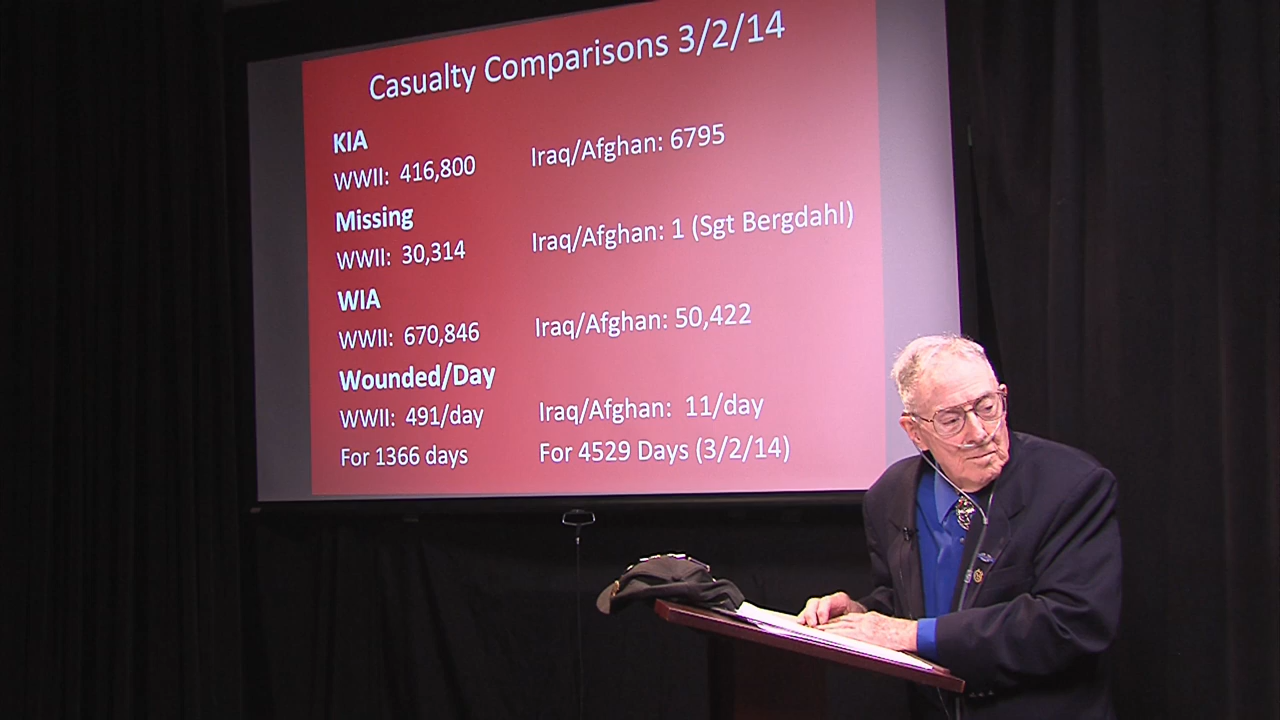 Casualty Comparisons 3/2/14
KIA
WWII: 416,800 Iraq/Afghan: 6795
Missing
WWII: 30,314 Iraq/Afghan: 1 (Sgt Bergdahl)
WIA
WWII: 670,846 Iraq/Afghan: 50,422
Wounded/Day
WWII: 491/day Iraq/Afghan: 11/day
For 1366 days For 4529 Days (3/2/14)